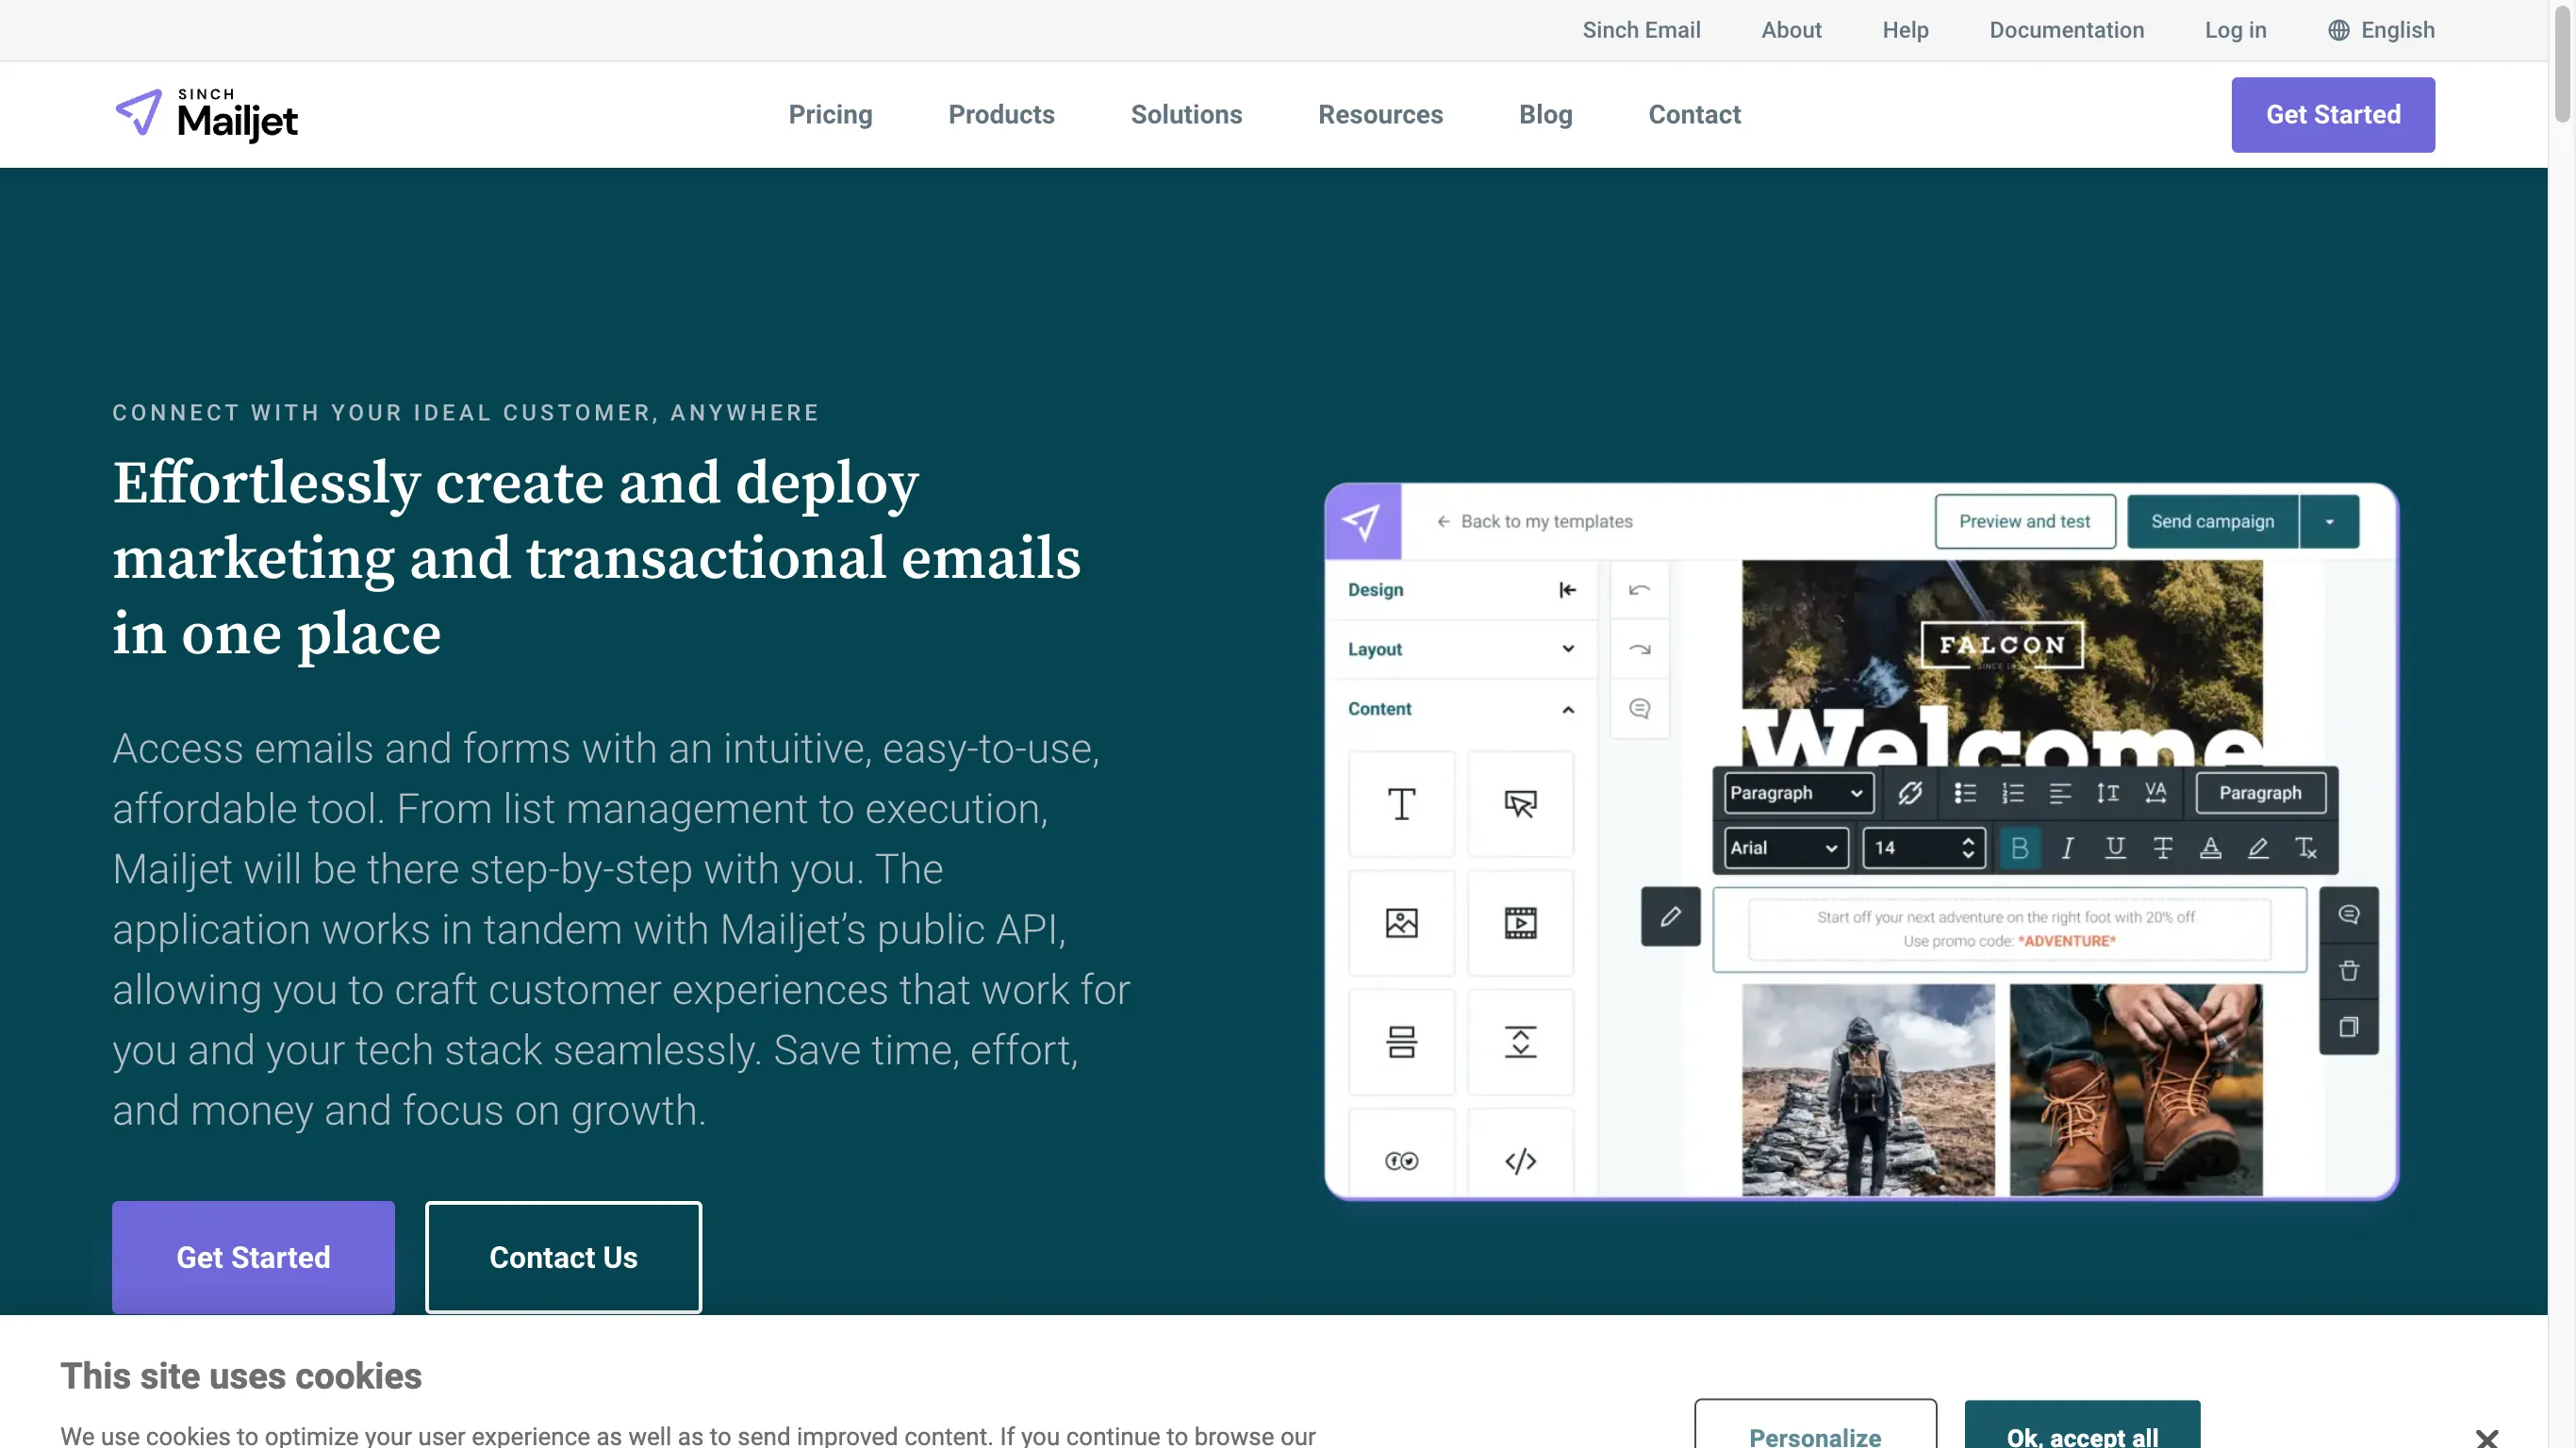 Sinch Email About Help Documentation Log in English
SINCH
Mailjet
Pricing Products Solutions Resources Blog Contact
Get Started
CONNECT WITH YOUR IDEAL CUSTOMER, ANYWHERE
Effortlessly create and deploy
marketing and transactional emails
in one place
Access emails and forms with an intuitive, easy-to-use,
affordable tool. From list management to execution,
Mailjet will be there step-by-step with you. The
application works in tandem with Mailjet’s public API,
allowing you to craft customer experiences that work for
you and your tech stack seamlessly. Save time, effort,
and money and focus on growth.
Get Started
Contact Us
Back to my templates
Preview and test
Send campaign
Design
Layout
Content
FALCON
Welcome
Paragraph
Paragraph
Arial
14
Start off your next adventure on the right foot with 20% off
Use promo code: *ADVENTURE*
This site uses cookies
We use cookies to optimize your user experience as well as to send improved content. If you continue to browse our
Personalize
Ok, accept all